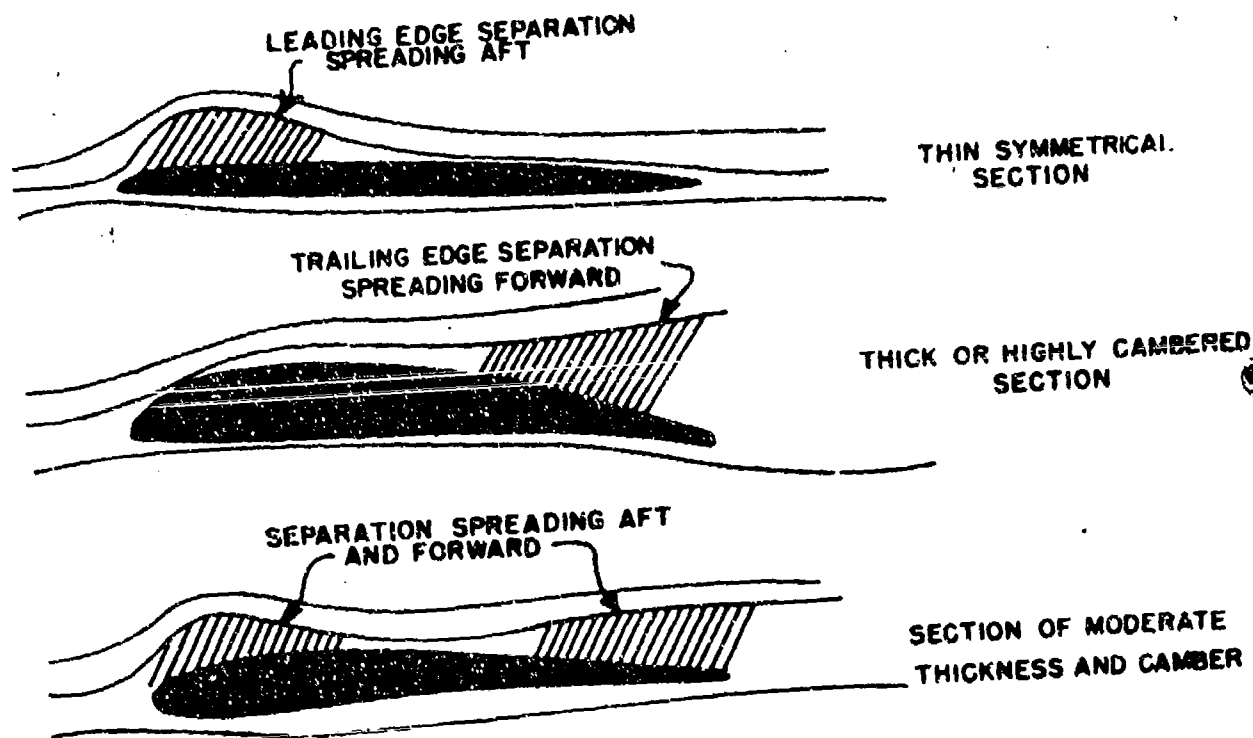 LEADING EDGE SEPARATION
SPREADING AFT
THIN SYMMETRICAL
SECTION
TRAILING EDGE SEPARATION
SPREADING FORWARD
THICK OR HIGHLY CAMBERED
SECTION
SEPARATION SPREADING AFT
AND FORWARD
SECTION OF MODERATE
THICKNESS AND CAMBER